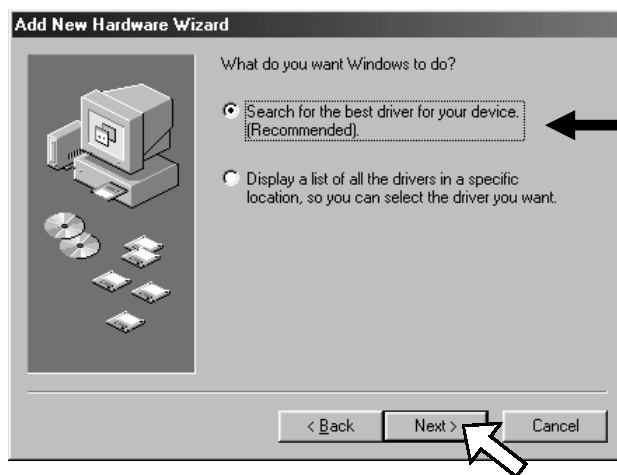 Add New Hardware Wizard
What do you want Windows to do?
Search for the best driver for your device.
(Recommended).
Display a list of all the drivers in a specific
location, so you can select the driver you want.
< Back
Next >
Cancel